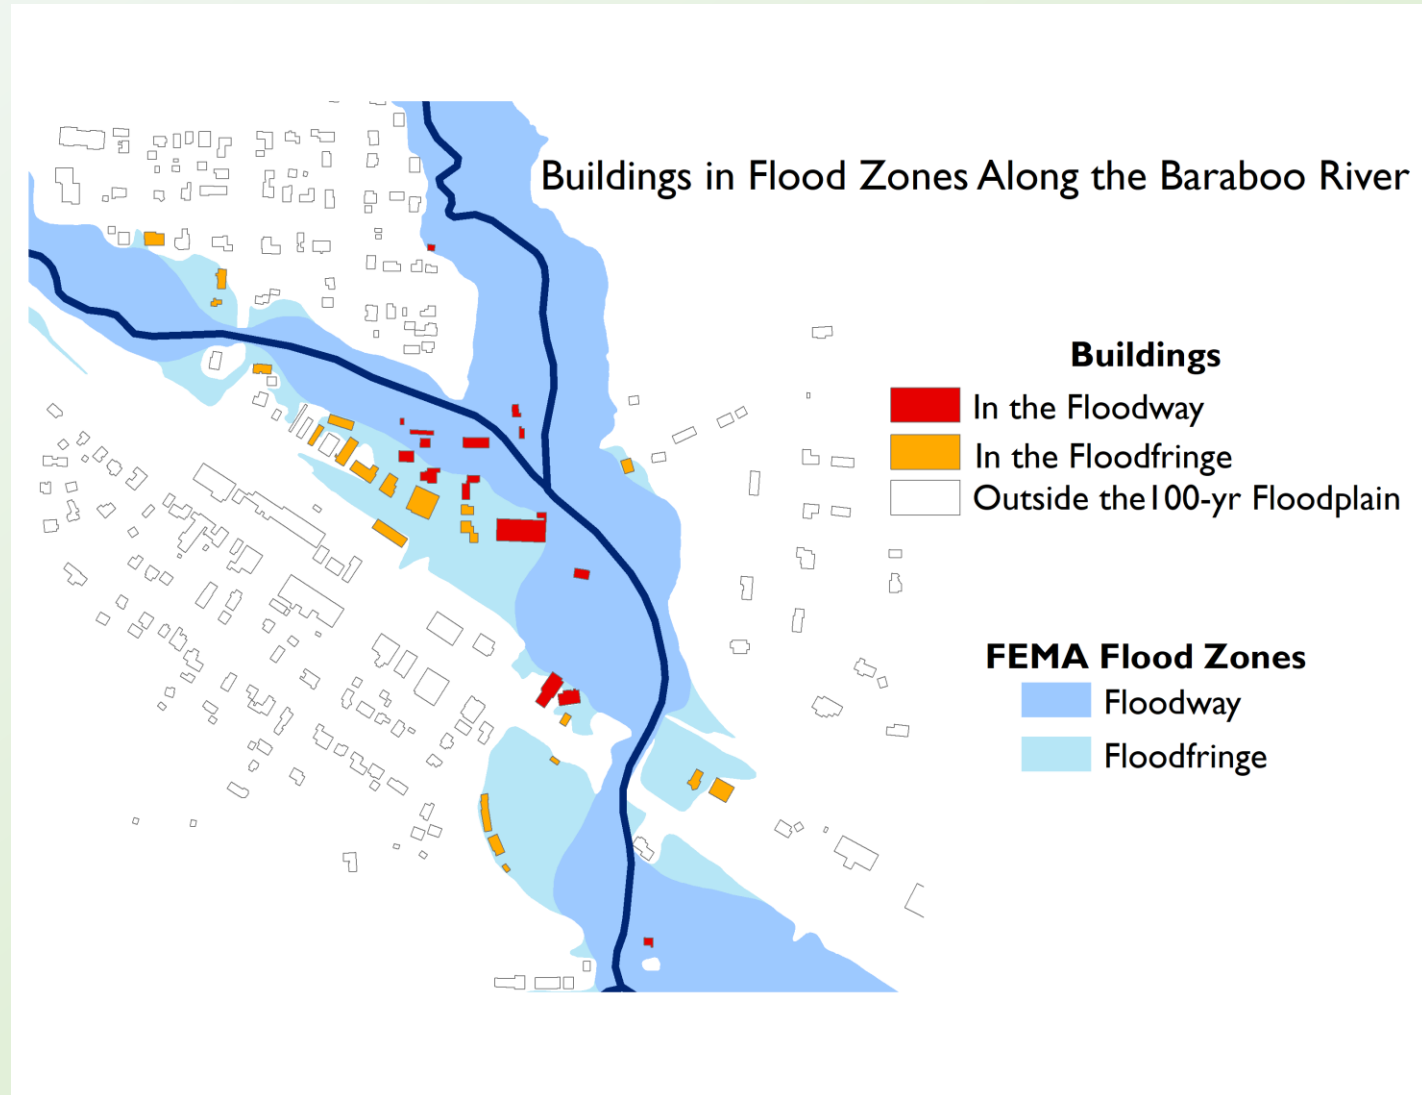 Buildings in Flood Zones Along the Baraboo River
Buildings
In the Floodway
In the Floodfringe
Outside the100-yr Floodplain
FEMA Flood Zones
Floodway
Floodfringe